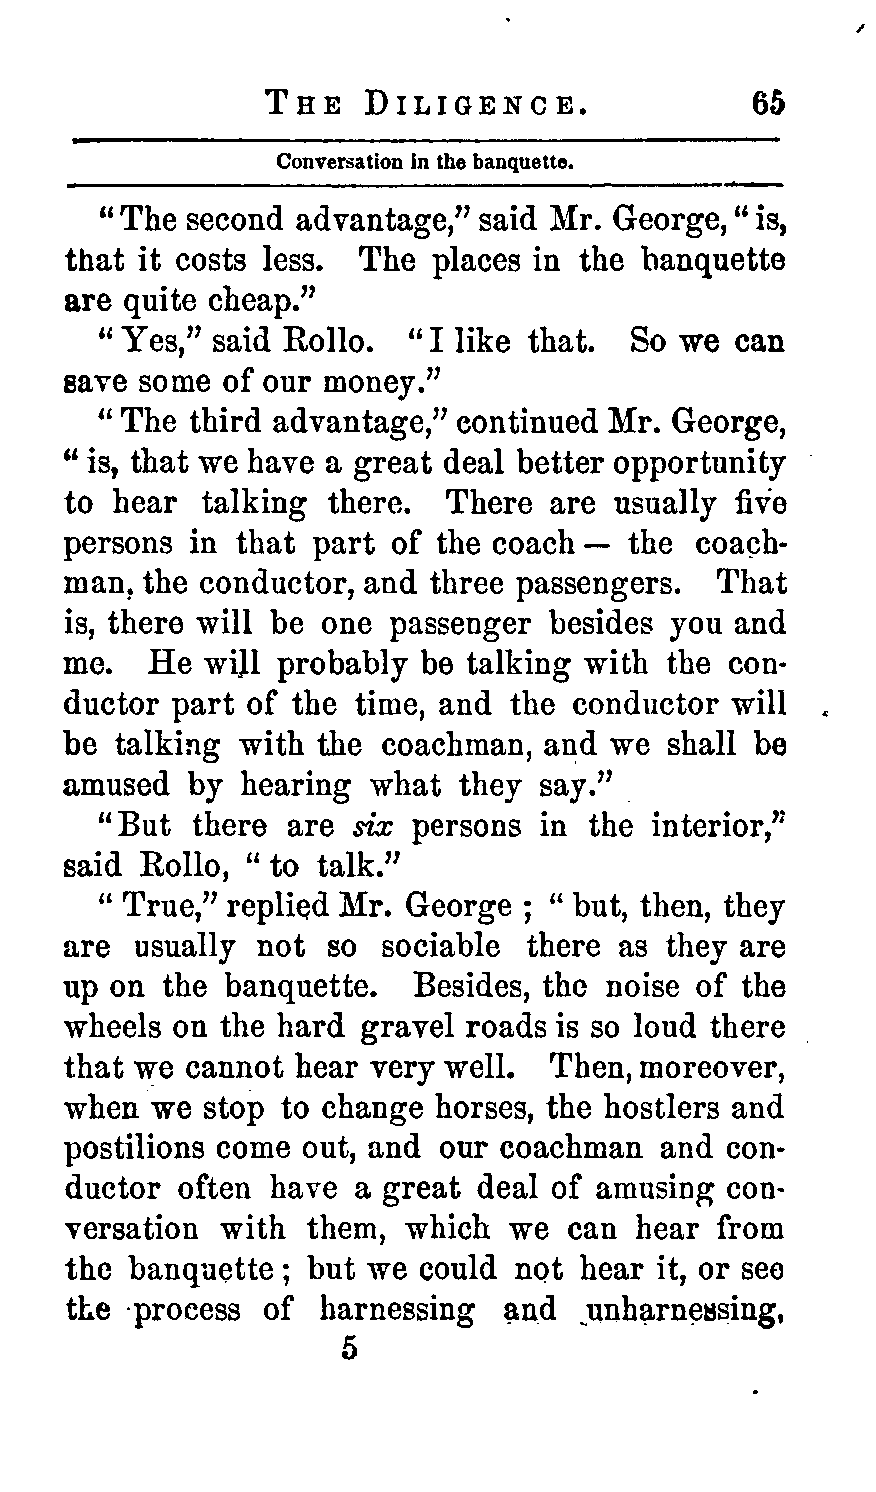 THE DILIGENCE. 65
Conversation in the banquette.
"The second advantage," said Mr. George, "is,
that it costs less. The places in the banquette
are quite cheap."
"Yes," said Rollo. "I like that. So we can
save some of our money."
"The third advantage," continued Mr. George,
"is, that we have a great deal better opportunity
to hear talking there. There are usually five
persons in that part of the coach — the coach-
man, the conductor, and three passengers. That
is, there will be one passenger besides you and
me. He will probably be talking with the con-
ductor part of the time, and the conductor will
be talking with the coachman, and we shall be
amused by hearing what they say."
"But there are six persons in the interior,"
said Rollo, "to talk."
"True," replied Mr. George; "but, then, they
are usually not so sociable there as they are
up on the banquette. Besides, the noise of the
wheels on the hard gravel roads is so loud there
that we cannot hear very well. Then, moreover,
when we stop to change horses, the hostlers and
postilions come out, and our coachman and con-
ductor often have a great deal of amusing con-
versation with them, which we can hear from
the banquette; but we could not hear it, or see
the process of harnessing and unharnessing,
5